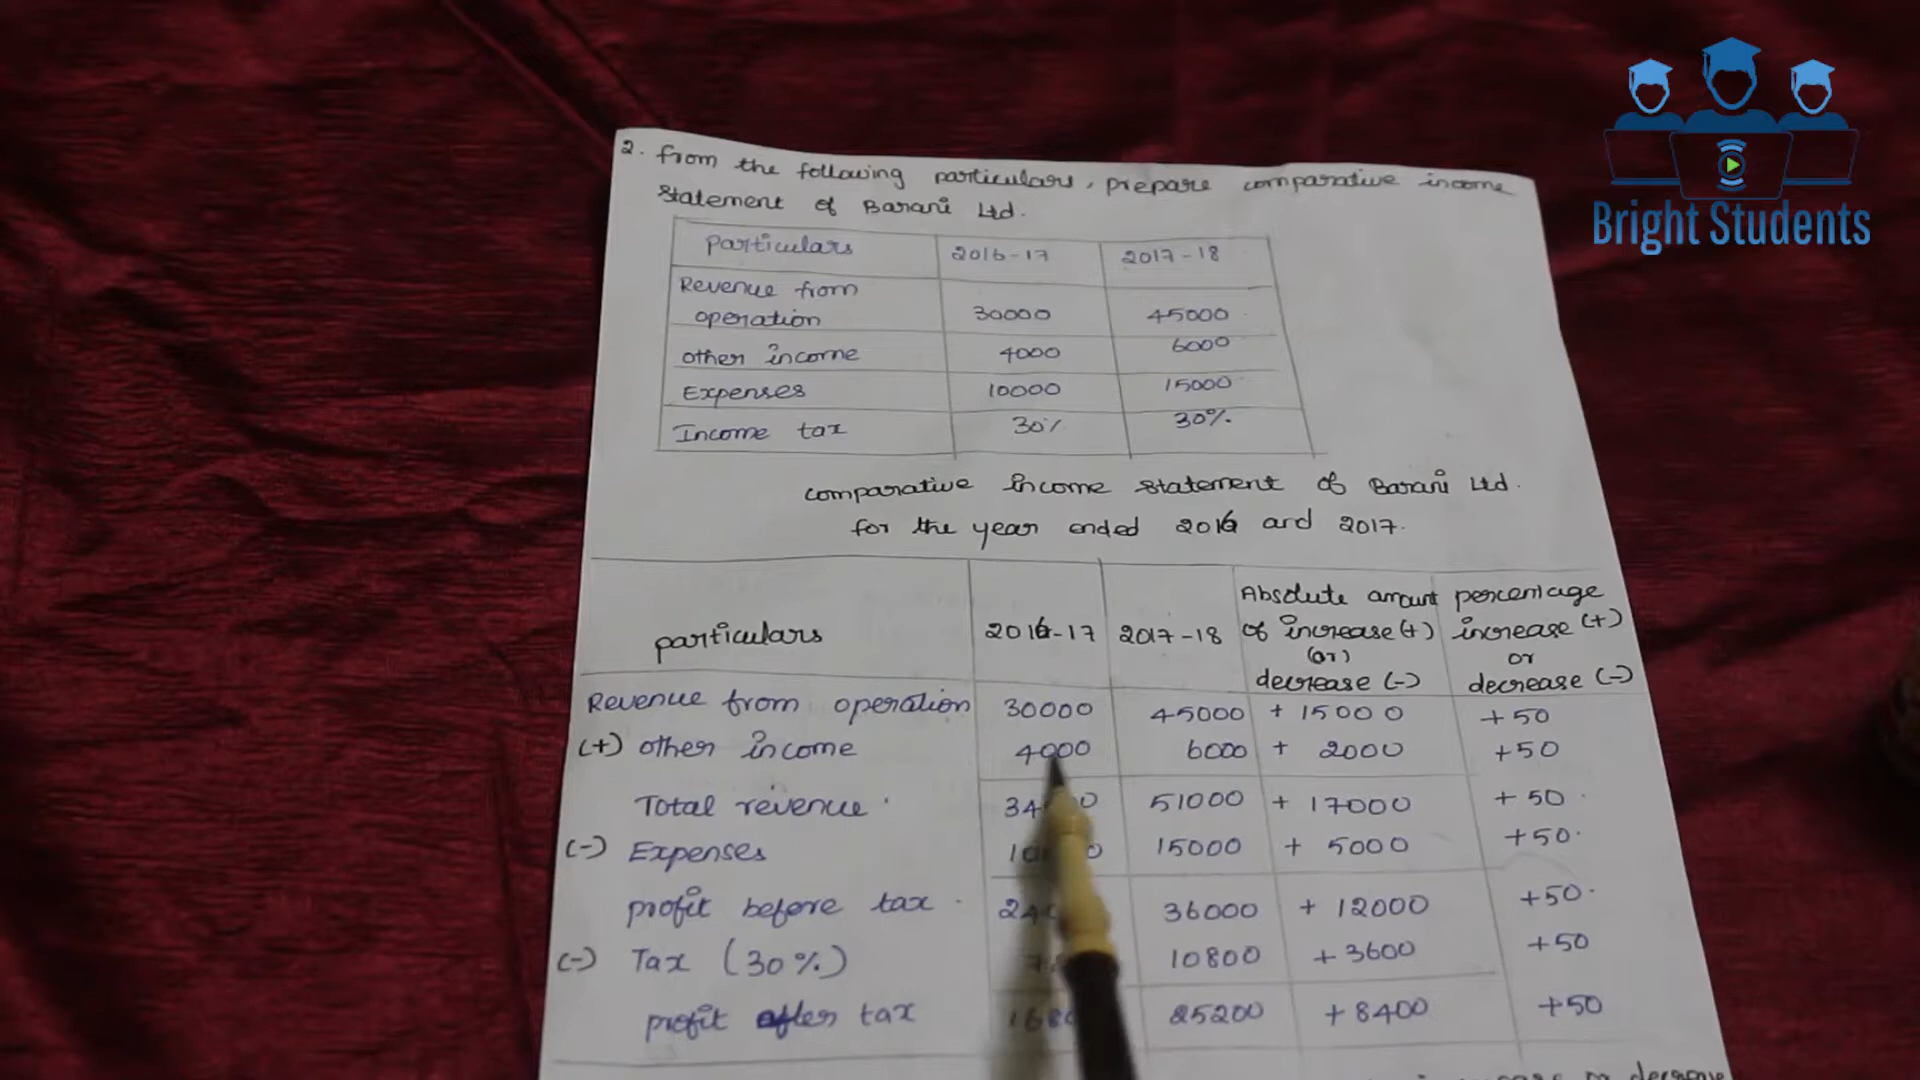 Bright Students
2. From the following particulars, prepare comparative income
Statement of Barani Ltd.
Particulars 2016-17 2017-18
Revenue from
operation 30000 45000
other income 4000 6000
Expenses 10000 15000
Income tax 30% 30%.
comparative income statement of Barani Ltd.
for the year ended 2016 and 2017.
Absolute amount percentage
particulars 2016-17 2017-18 of increase (+) increase (+)
(or) or
decrease (-) decrease (-)
Revenue from operation 30000 45000 + 15000 +50
(+) other income 4000 6000 + 2000 +50
Total revenue 51000 + 17000 + 50
(-) Expenses 15000 + 5000 +50
profit before tax 36000 + 12000 +50
(-) Tax (30%) 10800 +3600 +50
profit after tax 25200 +8400 +50